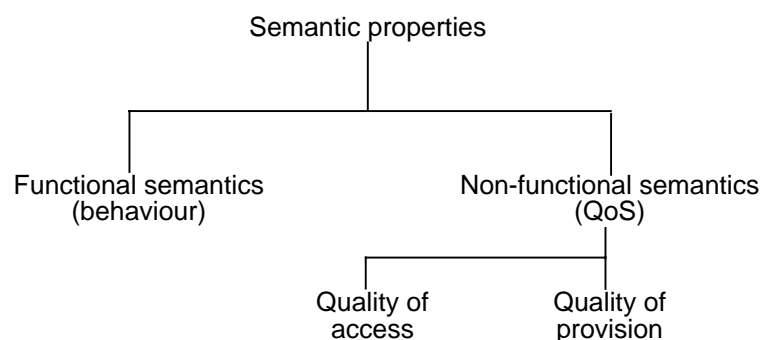 Semantic properties
Functional semantics
(behaviour)
Non-functional semantics
(QoS)
Quality of
access
Quality of
provision